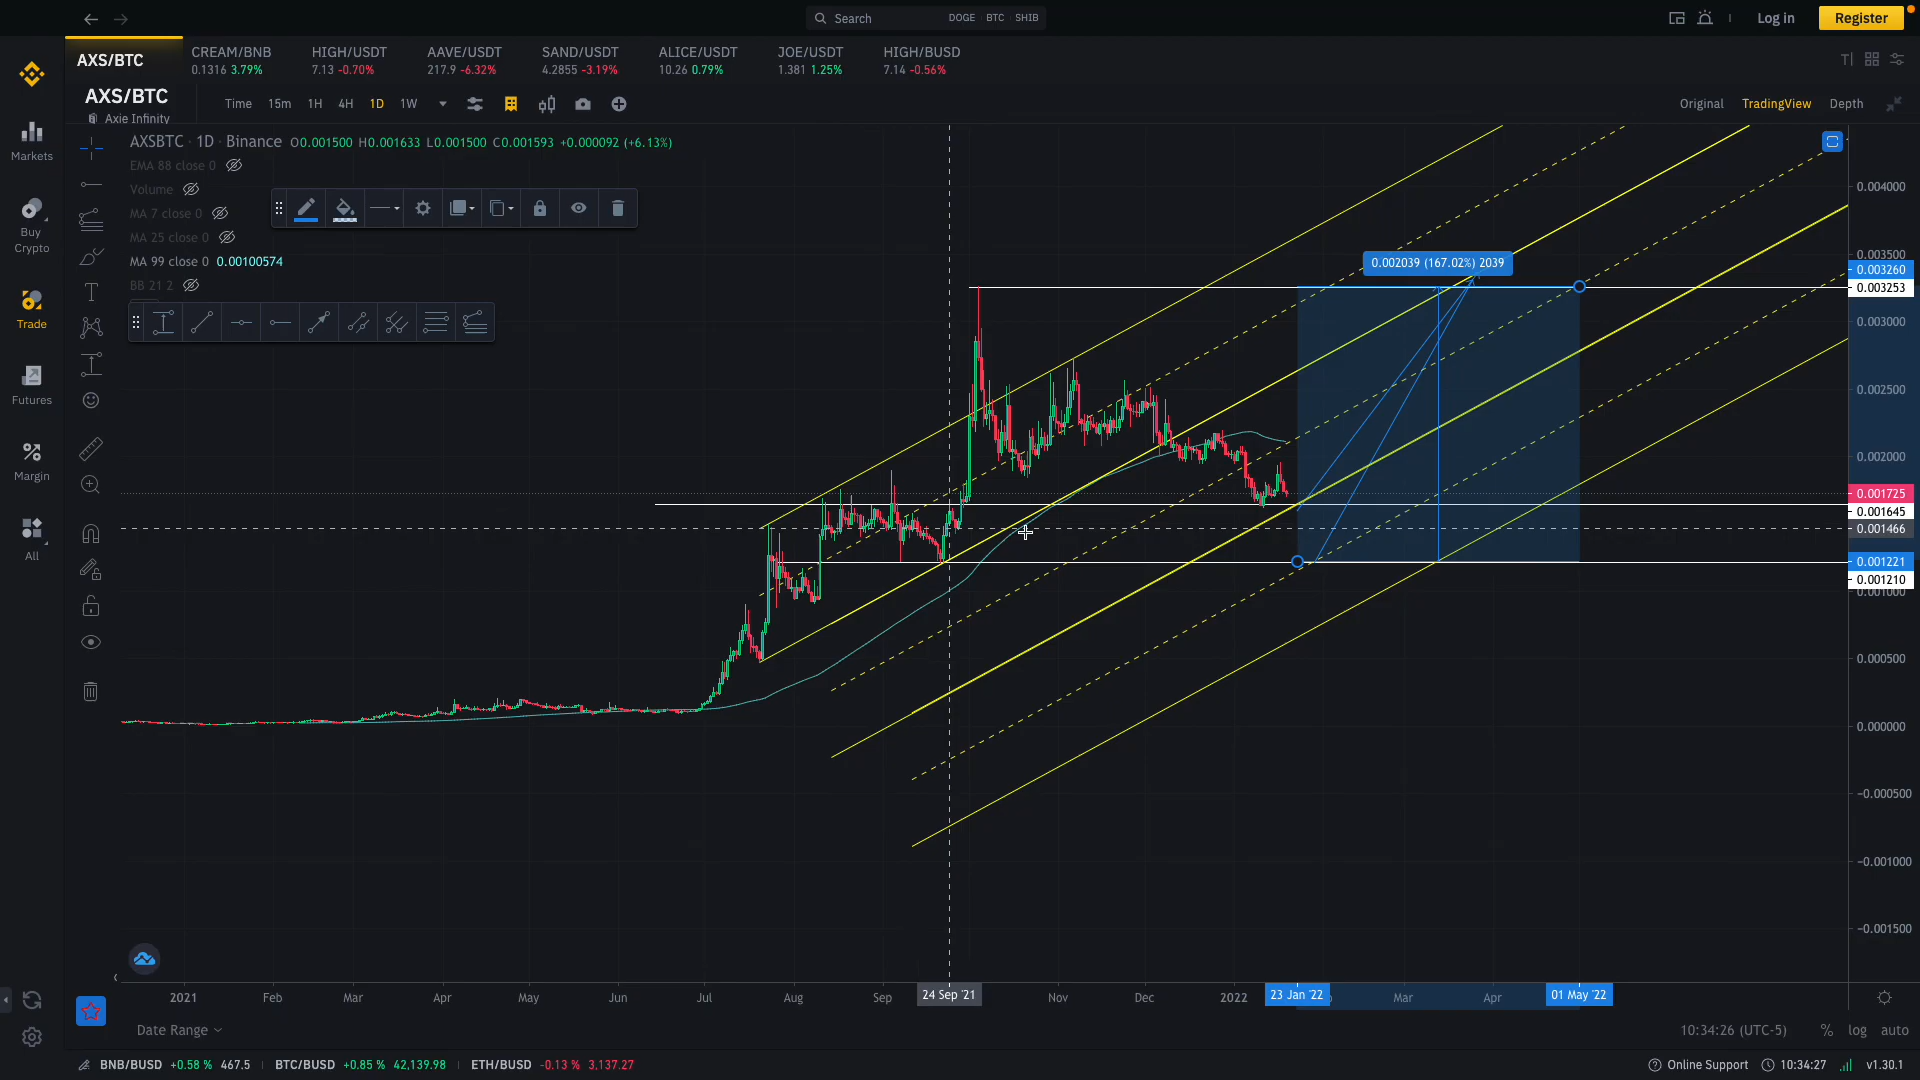 Search DOGE BTC SHIB
Log in
Register
AXS/BTC
CREAM/BNB
0.1316 3.79%
HIGH/USDT
7.13 -0.70%
AAVE/USDT
217.9 -6.32%
SAND/USDT
4.2855 -3.19%
ALICE/USDT
10.26 0.79%
JOE/USDT
1.381 1.25%
HIGH/BUSD
7.14 -0.56%
AXS/BTC
Axie Infinity
Time 15m 1H 4H 1D 1W
Original TradingView Depth
Markets
Buy
Crypto
Trade
Futures
Margin
All
AXSBTC · 1D · Binance O0.001500 H0.001633 L0.001500 C0.001593 +0.000092 (+6.13%)
EMA 88 close 0
Volume
MA 7 close 0
MA 25 close 0
MA 99 close 0 0.00100574
BB 21 2
0.002039 (167.02%) 2039
0.004000
0.003500
0.003260
0.003253
0.003000
0.002500
0.002000
0.001725
0.001645
0.001466
0.001221
0.001210
0.001000
0.000500
0.000000
−0.000500
−0.001000
−0.001500
2021 Feb Mar Apr May Jun Jul Aug Sep 24 Sep '21 Nov Dec 2022 23 Jan '22 Mar Apr 01 May '22
Date Range
10:34:26 (UTC-5) % log auto
BNB/BUSD +0.58 % 467.5 BTC/BUSD +0.85 % 42,139.98 ETH/BUSD -0.13 % 3,137.27
Online Support 10:34:27 v1.30.1